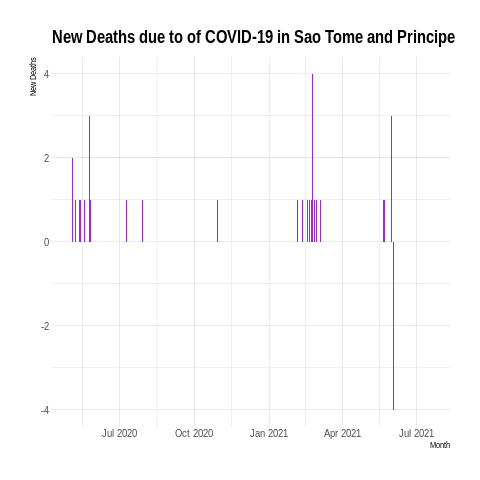 New Deaths due to of COVID-19 in Sao Tome and Principe
New Deaths
4
2
0
-2
-4
Jul 2020 Oct 2020 Jan 2021 Apr 2021 Jul 2021
Month